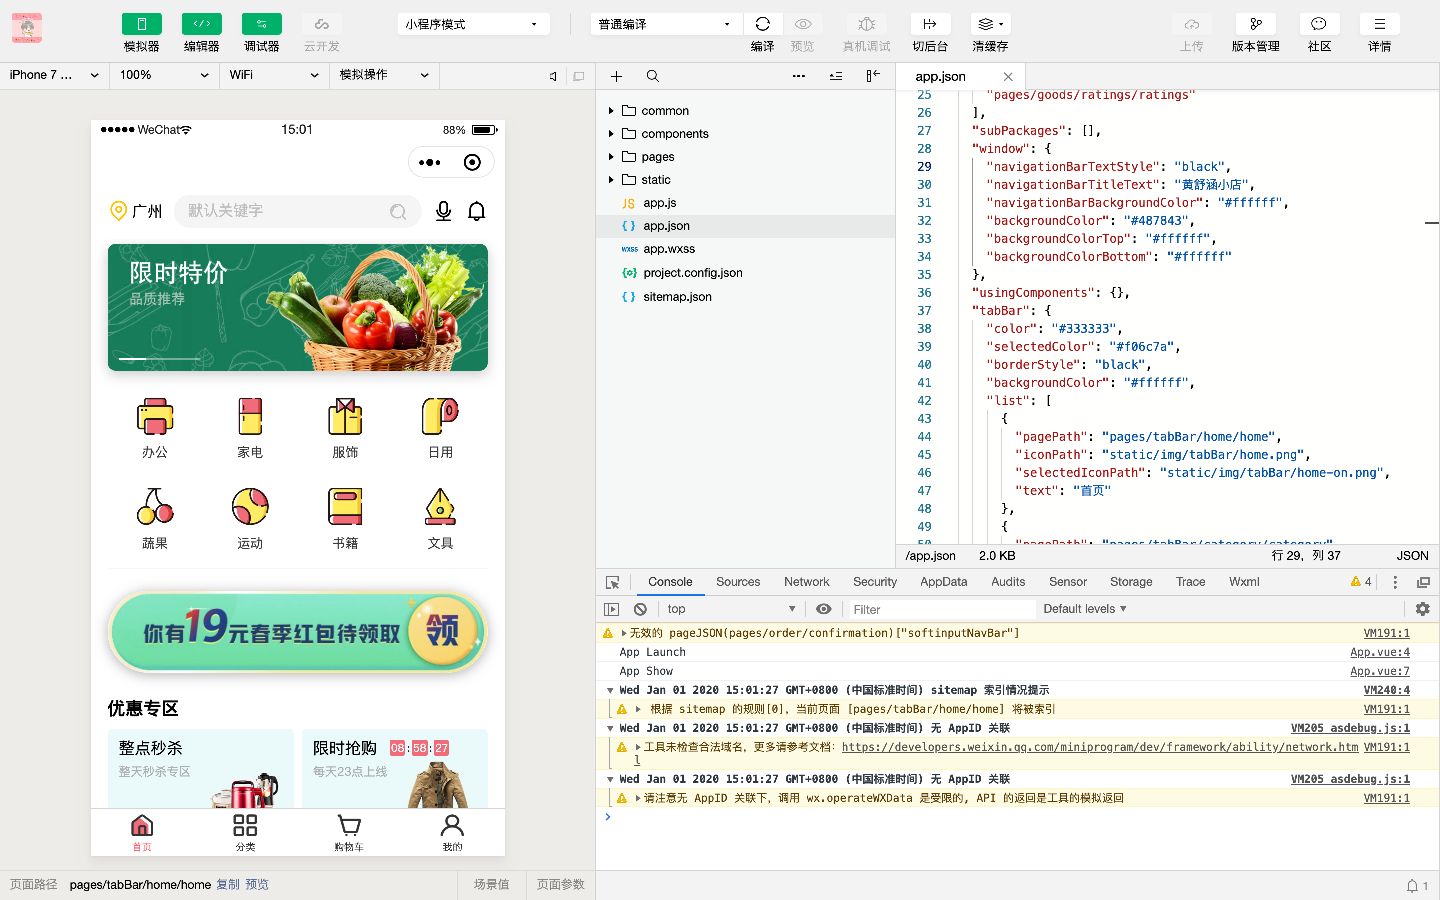 模拟器
编辑器
调试器
云开发
小程序模式
普通编译
编译
预览
真机调试
切后台
清缓存
上传
版本管理
社区
详情
iPhone 7 ...
100%
WiFi
模拟操作
WeChat
15:01
88%
广州
默认关键字
限时特价
品质推荐
办公
家电
服饰
日用
蔬果
运动
书籍
文具
你有19元春季红包待领取
领
优惠专区
整点秒杀
整天秒杀专区
限时抢购 08:58:27
每天23点上线
首页
分类
购物车
我的
页面路径 pages/tabBar/home/home 复制 预览
场景值
页面参数
common
components
pages
static
JS app.js
{ } app.json
wxss app.wxss
project.config.json
{ } sitemap.json
app.json
25 "pages/goods/ratings/ratings"
26 ],
27 "subPackages": [],
28 "window": {
29 "navigationBarTextStyle": "black",
30 "navigationBarTitleText": "黄舒涵小店",
31 "navigationBarBackgroundColor": "#ffffff",
32 "backgroundColor": "#487843",
33 "backgroundColorTop": "#ffffff",
34 "backgroundColorBottom": "#ffffff"
35 },
36 "usingComponents": {},
37 "tabBar": {
38 "color": "#333333",
39 "selectedColor": "#f06c7a",
40 "borderStyle": "black",
41 "backgroundColor": "#ffffff",
42 "list": [
43 {
44 "pagePath": "pages/tabBar/home/home",
45 "iconPath": "static/img/tabBar/home.png",
46 "selectedIconPath": "static/img/tabBar/home-on.png",
47 "text": "首页"
48 },
49 {
50 "pagePath": "pages/tabBar/category/category"
/app.json 2.0 KB
行 29，列 37
JSON
Console Sources Network Security AppData Audits Sensor Storage Trace Wxml
4
top
Filter
Default levels
无效的 pageJSON(pages/order/confirmation)["softinputNavBar"] VM191:1
App Launch App.vue:4
App Show App.vue:7
Wed Jan 01 2020 15:01:27 GMT+0800 (中国标准时间) sitemap 索引情况提示 VM240:4
根据 sitemap 的规则[0]，当前页面 [pages/tabBar/home/home] 将被索引 VM191:1
Wed Jan 01 2020 15:01:27 GMT+0800 (中国标准时间) 无 AppID 关联 VM205 asdebug.js:1
工具未检查合法域名，更多请参考文档：https://developers.weixin.qq.com/miniprogram/dev/framework/ability/network.htm VM191:1
l
Wed Jan 01 2020 15:01:27 GMT+0800 (中国标准时间) 无 AppID 关联 VM205 asdebug.js:1
请注意无 AppID 关联下，调用 wx.operateWXData 是受限的, API 的返回是工具的模拟返回 VM191:1
1